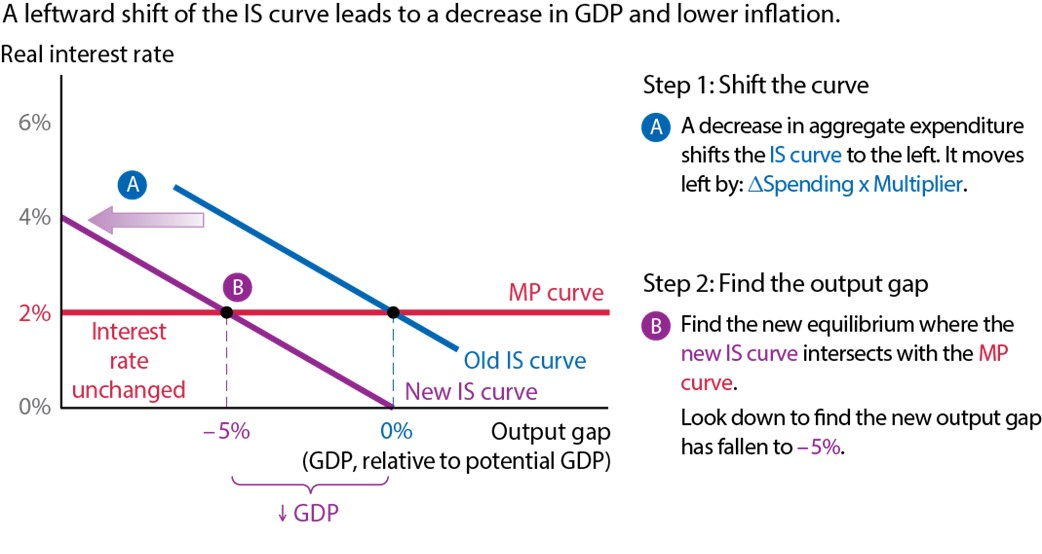 A leftward shift of the IS curve leads to a decrease in GDP and lower inflation.
Real interest rate
6%
4%
2%
0%
A
B
MP curve
Interest
rate
unchanged
Old IS curve
New IS curve
–5%
0%
Output gap
(GDP, relative to potential GDP)
↓ GDP
Step 1: Shift the curve
A
A decrease in aggregate expenditure
shifts the IS curve to the left. It moves
left by: ΔSpending x Multiplier.
Step 2: Find the output gap
B
Find the new equilibrium where the
new IS curve intersects with the MP
curve.
Look down to find the new output gap
has fallen to –5%.